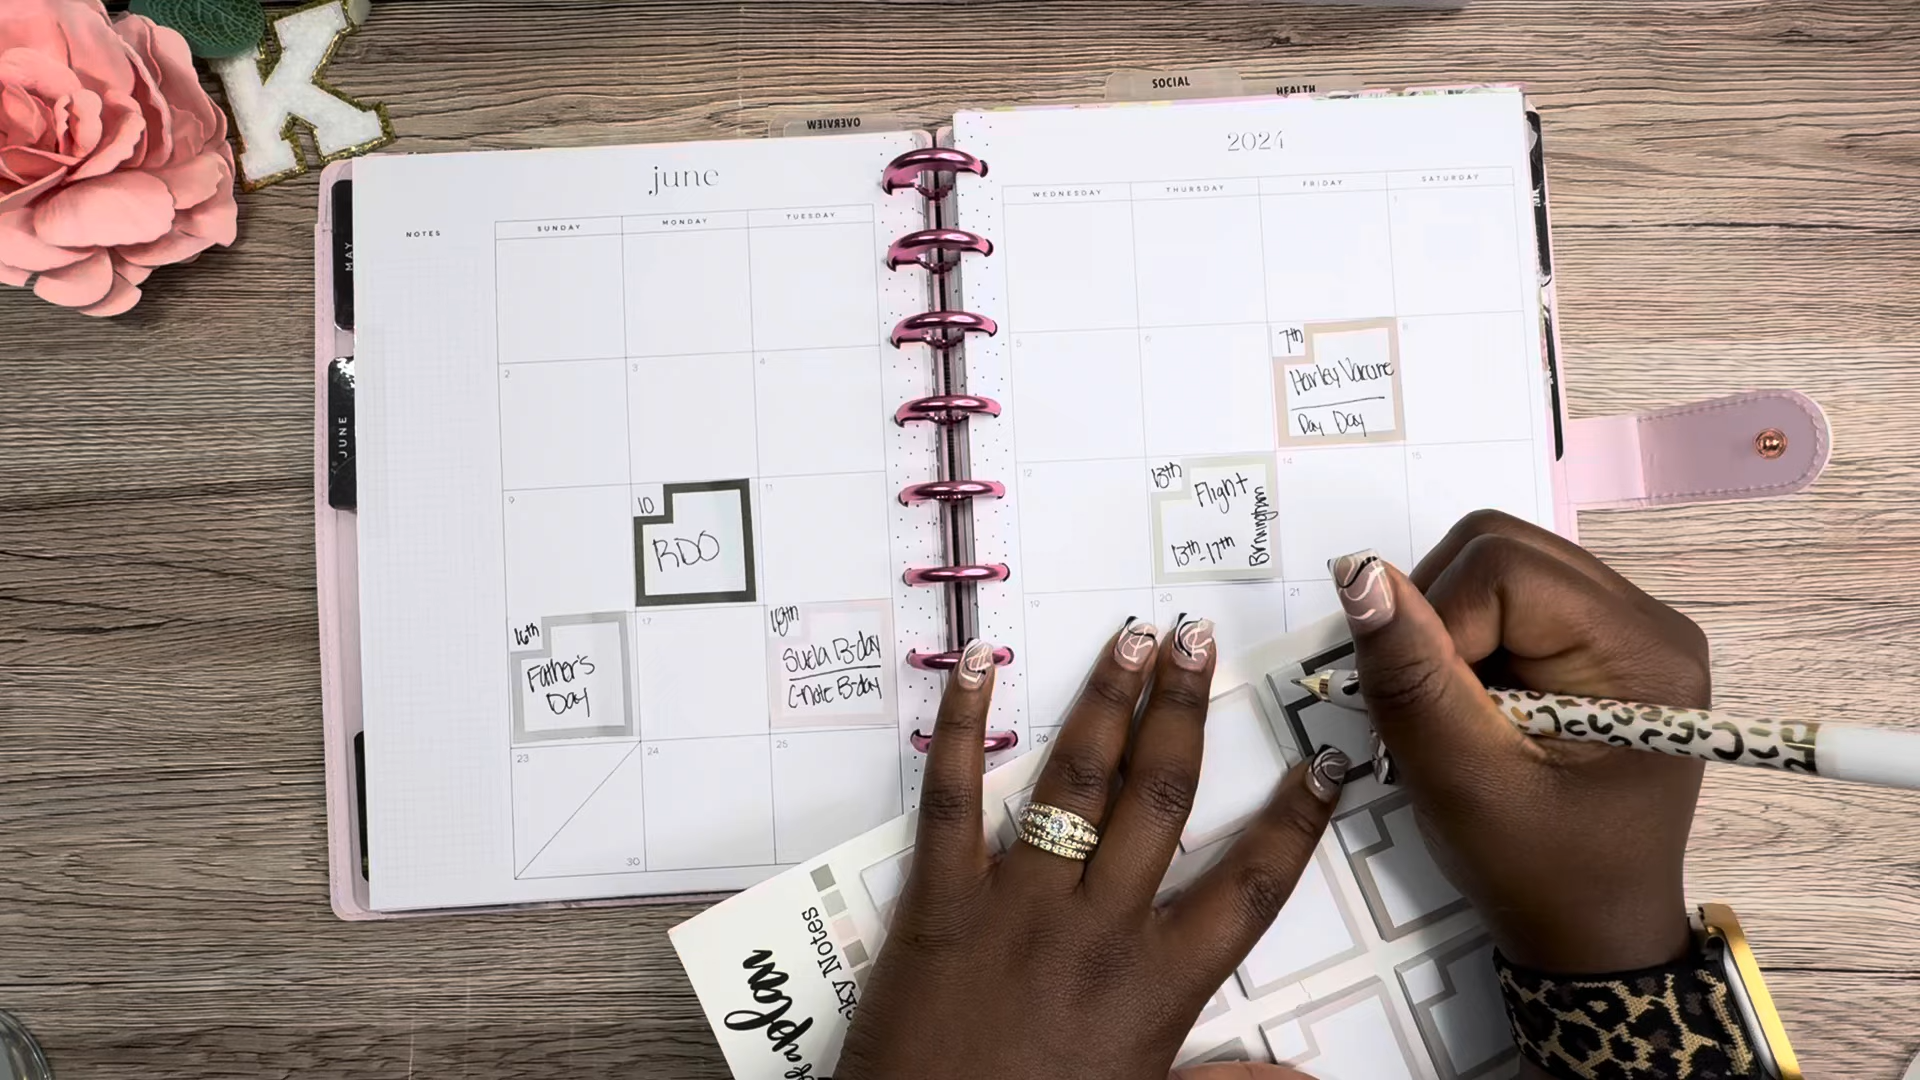 K
SOCIAL
HEALTH
OVERVIEW
june
2024
NOTES
SUNDAY
MONDAY
TUESDAY
WEDNESDAY
THURSDAY
FRIDAY
SATURDAY
1
MAY
JUNE
2
3
4
5
6
7th
Harley Vaccine
Day Day
8
9
10
RDO
11
12
13th
Flight
Birmingham
13th-17th
14
15
16th
Father's
Day
17
18th
Suela B-day
C-Note B-day
19
20
21
23
30
24
25
26
Notes